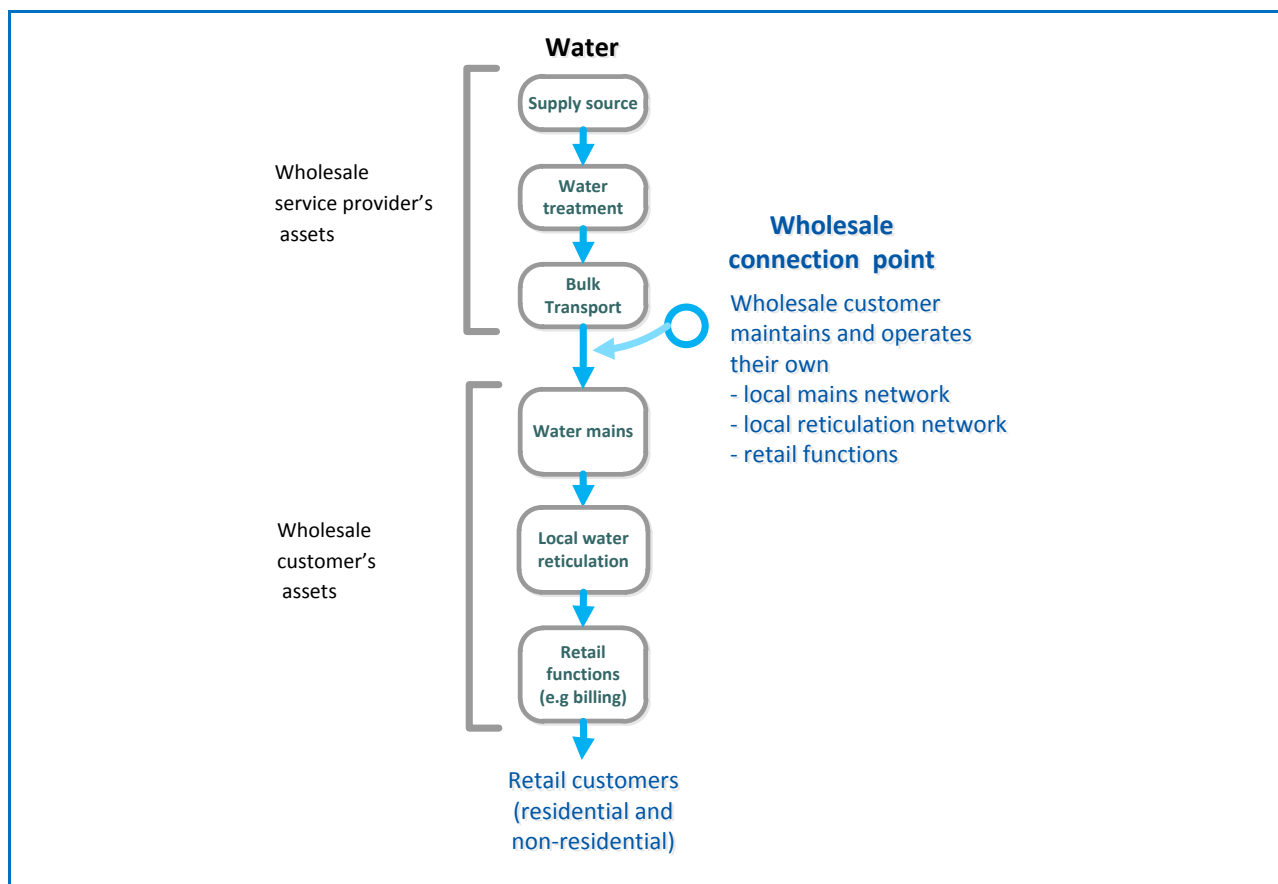 Water
Supply source
Water
treatment
Bulk
Transport
Wholesale
service provider's
assets
Wholesale
connection point
Wholesale customer
maintains and operates
their own
- local mains network
- local reticulation network
- retail functions
Water mains
Local water
reticulation
Retail
functions
(e.g billing)
Wholesale
customer's
assets
Retail customers
(residential and
non-residential)